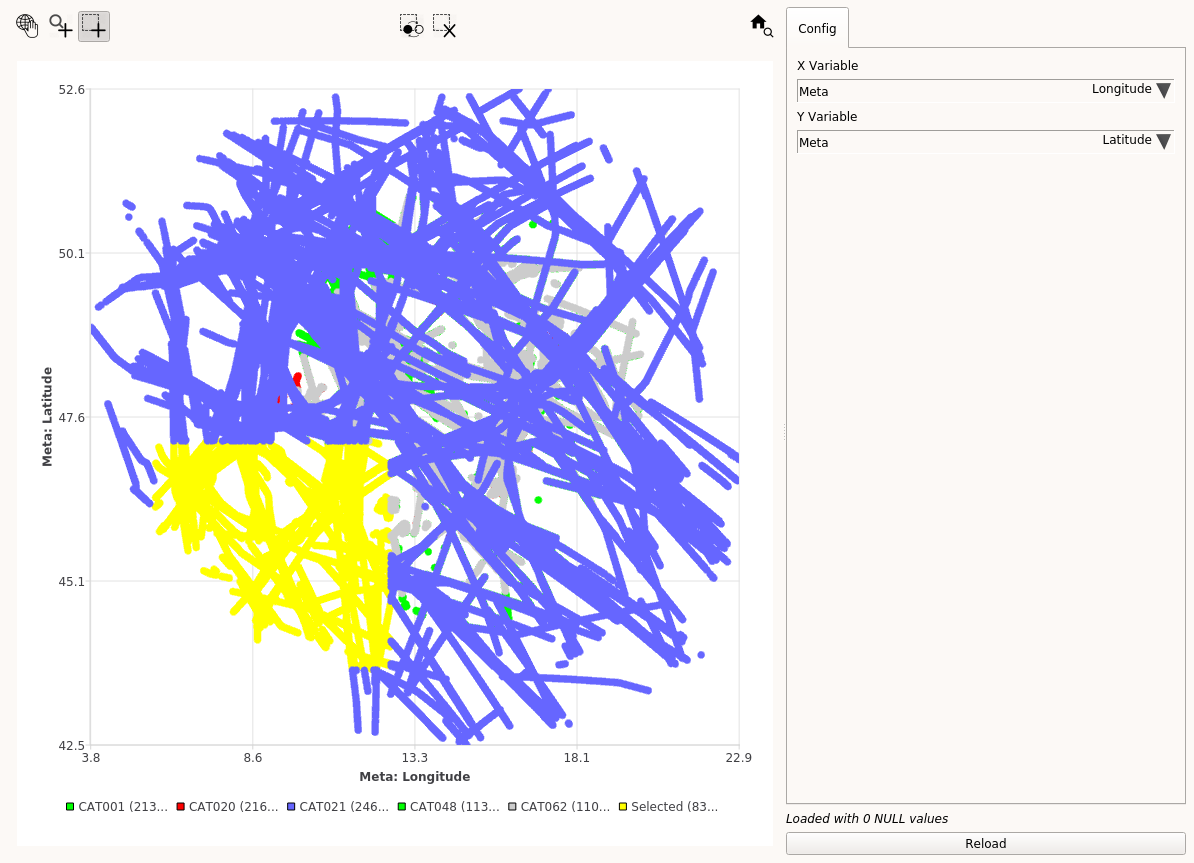 Config
X Variable
Meta
Longitude
Y Variable
Meta
Latitude
52.6
50.1
47.6
45.1
42.5
Meta: Latitude
3.8
8.6
13.3
18.1
22.9
Meta: Longitude
CAT001 (213...
CAT020 (216...
CAT021 (246...
CAT048 (113...
CAT062 (110...
Selected (83...
Loaded with 0 NULL values
Reload